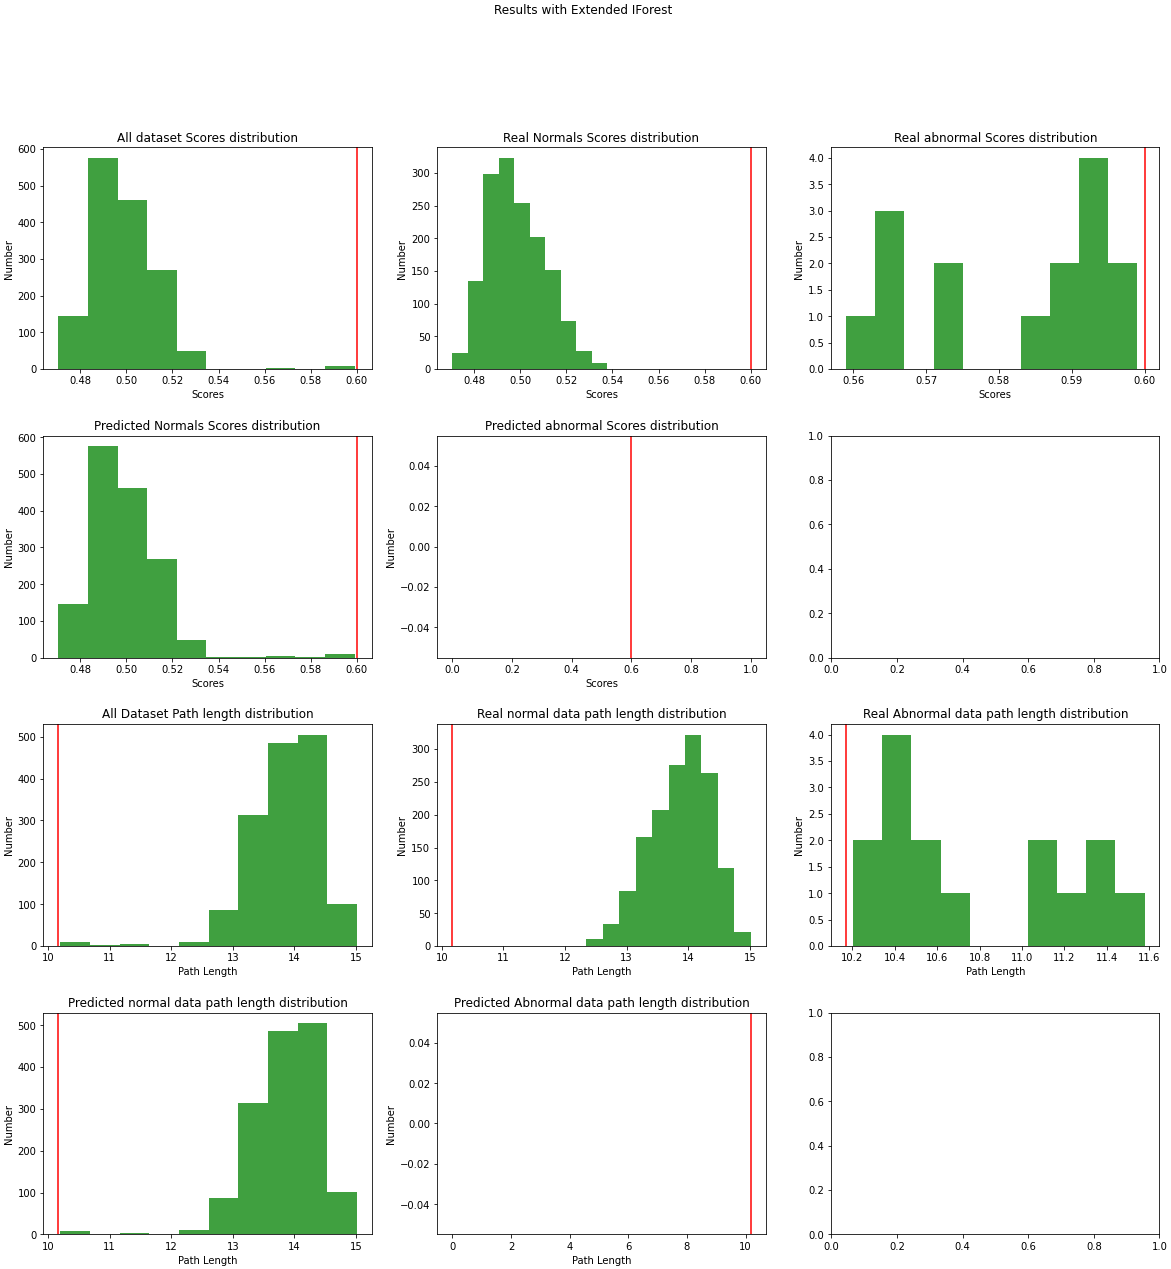 Results with Extended IForest
All dataset Scores distribution
Number
600
500
400
300
200
100
0
0.48 0.50 0.52 0.54 0.56 0.58 0.60
Scores
Real Normals Scores distribution
Number
300
250
200
150
100
50
0
0.48 0.50 0.52 0.54 0.56 0.58 0.60
Scores
Real abnormal Scores distribution
Number
4.0
3.5
3.0
2.5
2.0
1.5
1.0
0.5
0.0
0.56 0.57 0.58 0.59 0.60
Scores
Predicted Normals Scores distribution
Number
600
500
400
300
200
100
0
0.48 0.50 0.52 0.54 0.56 0.58 0.60
Scores
Predicted abnormal Scores distribution
Number
0.04
0.02
0.00
−0.02
−0.04
0.0 0.2 0.4 0.6 0.8 1.0
Scores
1.0
0.8
0.6
0.4
0.2
0.0
0.0 0.2 0.4 0.6 0.8 1.0
All Dataset Path length distribution
Number
500
400
300
200
100
0
10 11 12 13 14 15
Path Length
Real normal data path length distribution
Number
300
250
200
150
100
50
0
10 11 12 13 14 15
Path Length
Real Abnormal data path length distribution
Number
4.0
3.5
3.0
2.5
2.0
1.5
1.0
0.5
0.0
10.2 10.4 10.6 10.8 11.0 11.2 11.4 11.6
Path Length
Predicted normal data path length distribution
Number
500
400
300
200
100
0
10 11 12 13 14 15
Path Length
Predicted Abnormal data path length distribution
Number
0.04
0.02
0.00
−0.02
−0.04
0 2 4 6 8 10
Path Length
1.0
0.8
0.6
0.4
0.2
0.0
0.0 0.2 0.4 0.6 0.8 1.0